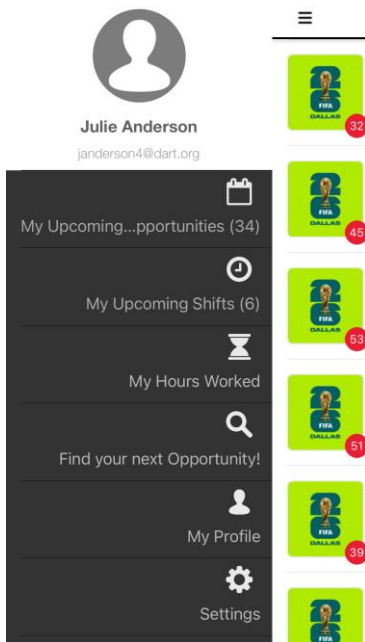 Julie Anderson
janderson4@dart.org
My Upcoming...pportunities (34)
My Upcoming Shifts (6)
My Hours Worked
Find your next Opportunity!
My Profile
Settings
FIFA
DALLAS
32
FIFA
DALLAS
45
FIFA
DALLAS
53
FIFA
DALLAS
51
FIFA
DALLAS
39
FIFA